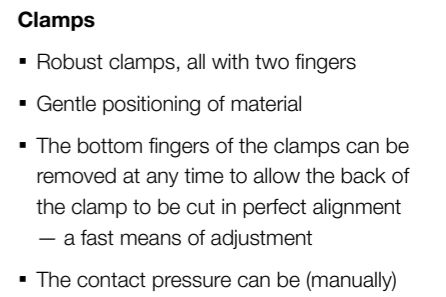 Clamps
▪ Robust clamps, all with two fingers
▪ Gentle positioning of material
▪ The bottom fingers of the clamps can be
removed at any time to allow the back of
the clamp to be cut in perfect alignment
— a fast means of adjustment
▪ The contact pressure can be (manually)